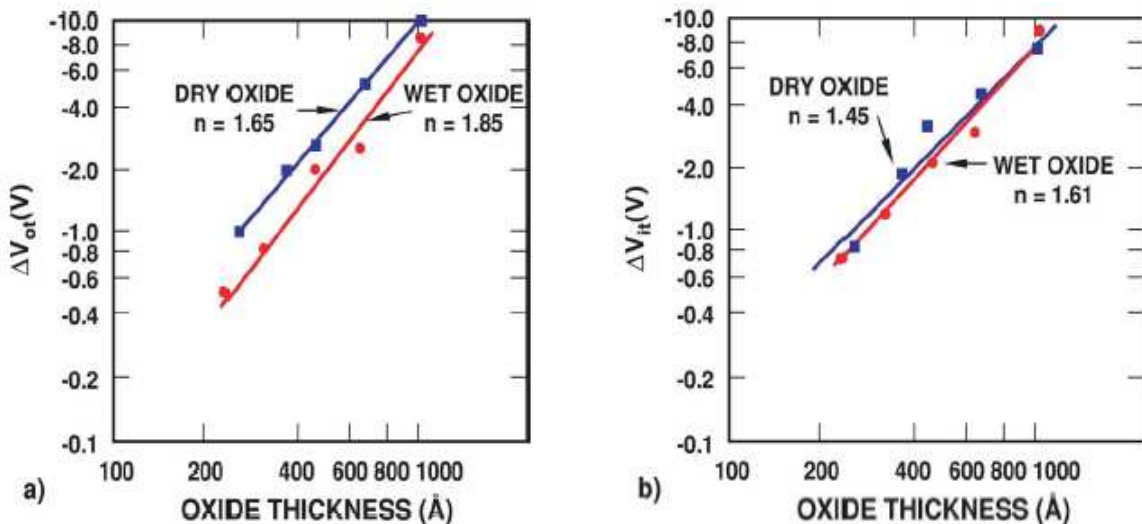 -10.0
-8.0
-6.0
-4.0
-2.0
-1.0
-0.8
-0.6
-0.4
-0.2
-0.1
ΔVot(V)
DRY OXIDE
n = 1.65
WET OXIDE
n = 1.85
100 200 400 600 800 1000
a) OXIDE THICKNESS (Å)
-10.0
-8.0
-6.0
-4.0
-2.0
-1.0
-0.8
-0.6
-0.4
-0.2
-0.1
ΔVit(V)
DRY OXIDE
n = 1.45
WET OXIDE
n = 1.61
100 200 400 600 800 1000
b) OXIDE THICKNESS (Å)